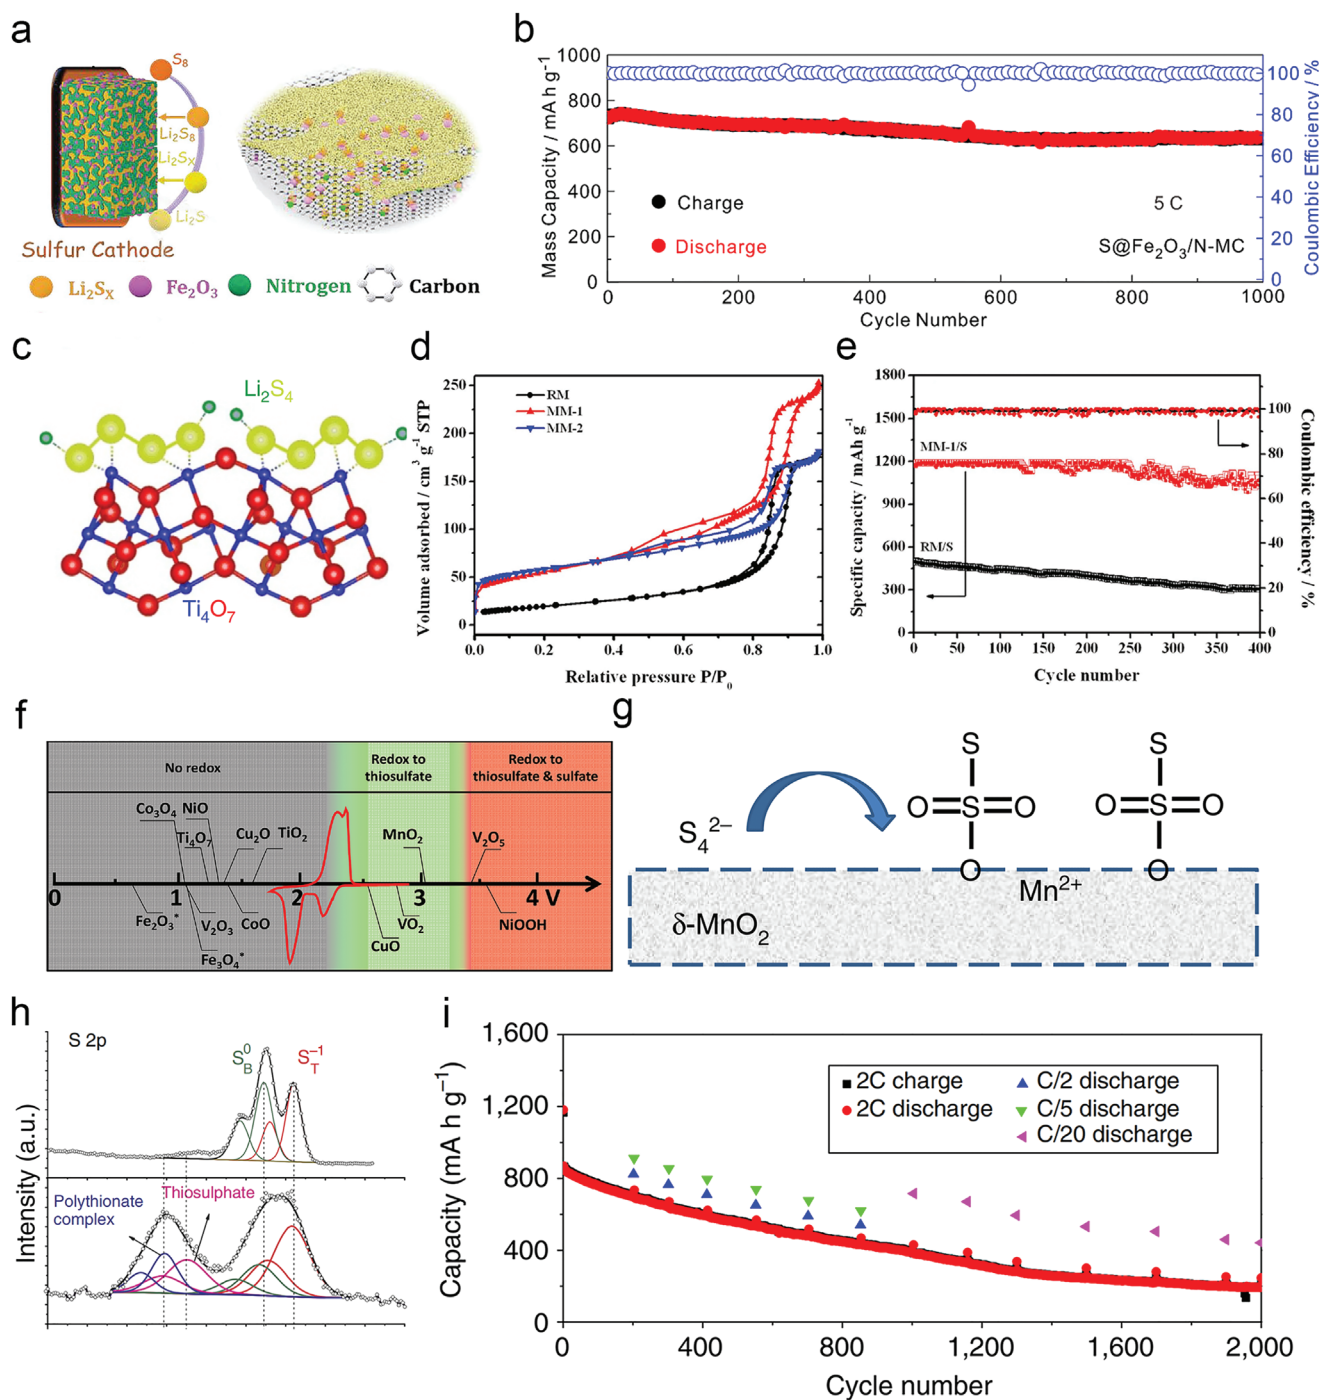 a
S8
Li2S8
Li2SX
Li2S
Sulfur Cathode
Li2SX
Fe2O3
Nitrogen
Carbon
b
Mass Capacity / mA h g-1
1000
800
600
400
200
0
Charge
Discharge
5 C
S@Fe2O3/N-MC
100
80
60
40
20
0
Coulombic Efficiency / %
0 200 400 600 800 1000
Cycle Number
c
Li2S4
Ti4O7
d
Volume adsorbed / cm3 g-1 STP
250
200
150
100
50
0
RM
MM-1
MM-2
0.0 0.2 0.4 0.6 0.8 1.0
Relative pressure P/P0
e
Specific capacity / mAh g-1
1800
1500
1200
900
600
300
0
MM-1/S
RM/S
100
80
60
40
20
0
Coulombic efficiency / %
0 50 100 150 200 250 300 350 400
Cycle number
f
No redox
Redox to
thiosulfate
Redox to
thiosulfate & sulfate
Co3O4 NiO
Ti4O7
Cu2O TiO2
MnO2
V2O5
0 1 2 3 4 V
Fe2O3*
V2O3
CoO
Fe3O4*
CuO
VO2
NiOOH
g
S S
O=S=O O=S=O
O O
S4 2−
Mn2+
δ-MnO2
h
S 2p
S B 0
S T −1
Polythionate
complex
Thiosulphate
Intensity (a.u.)
i
Capacity (mA h g−1)
1,600
1,200
800
400
0
2C charge
2C discharge
C/2 discharge
C/5 discharge
C/20 discharge
0 400 800 1,200 1,600 2,000
Cycle number